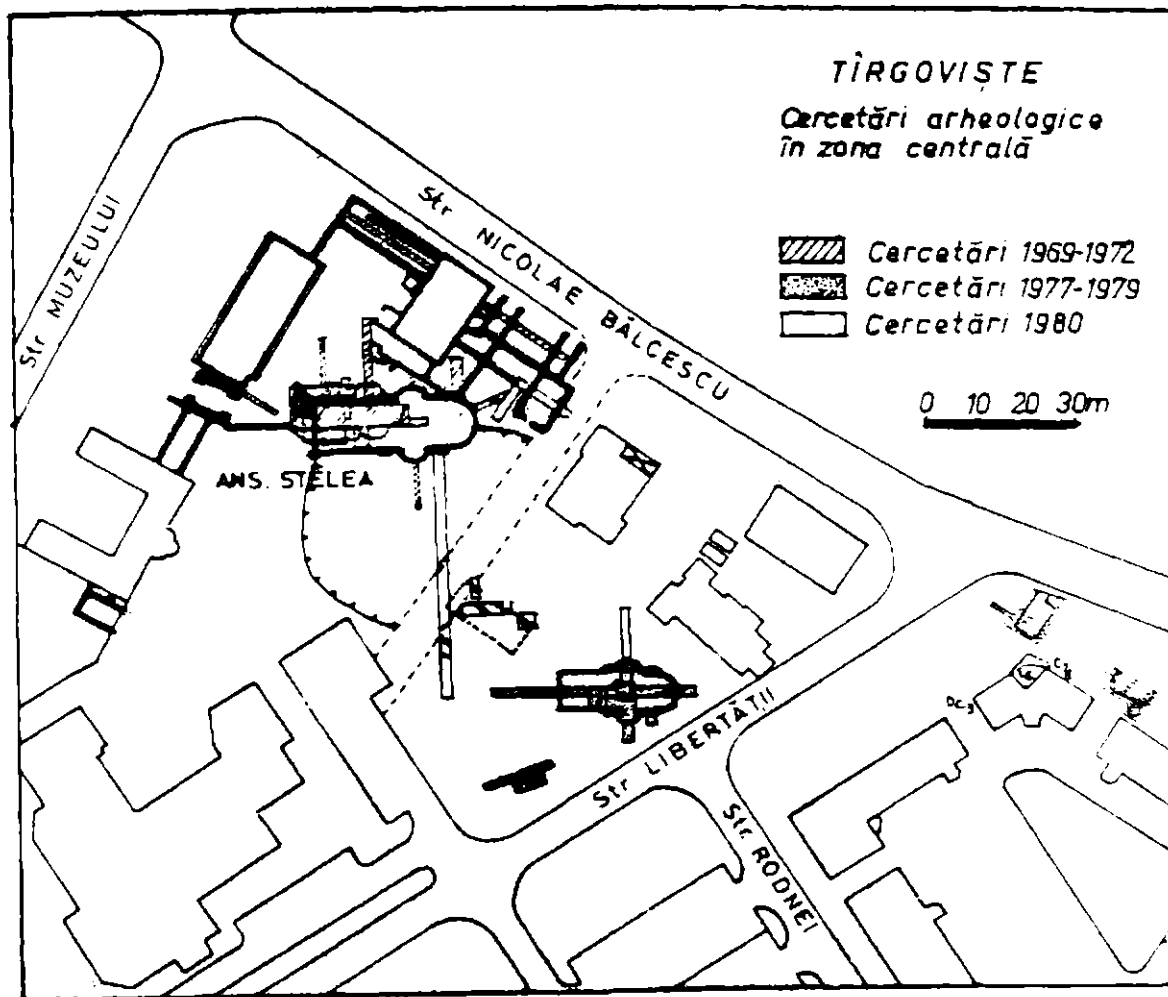 TÎRGOVIȘTE
Cercetări arheologice
în zona centrală
Cercetări 1969-1972
Cercetări 1977-1979
Cercetări 1980
0 10 20 30m
Str NICOLAE BĂLCESCU
Str MUZEULUI
ANS. STELEA
Str LIBERTĂȚII
Str. RODNEI